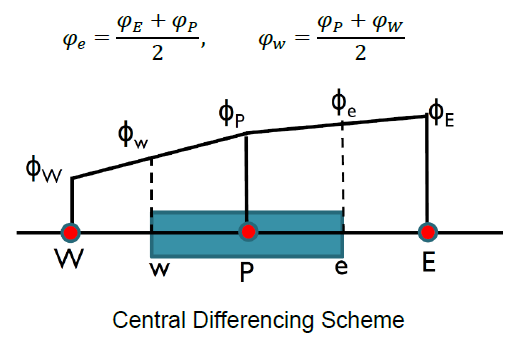 φ_e = (φ_E + φ_P)/2, φ_w = (φ_P + φ_W)/2
ϕ_W ϕ_w ϕ_P ϕ_e ϕ_E
W w P e E
Central Differencing Scheme